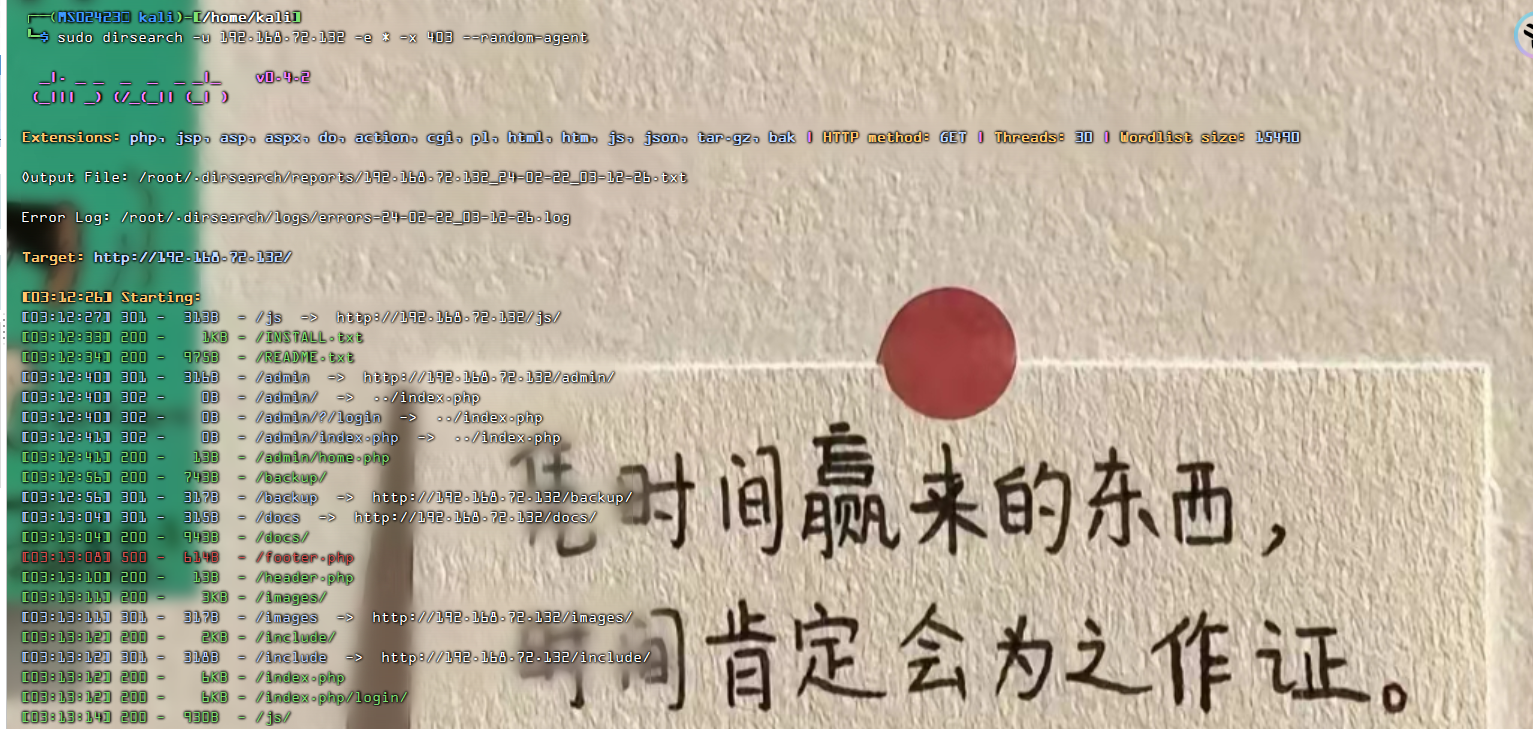 (MS02423㉿kali)-[/home/kali]
$ sudo dirsearch -u 192.168.72.132 -e * -x 403 --random-agent
v0.4.2
Extensions: php, jsp, asp, aspx, do, action, cgi, pl, html, htm, js, json, tar.gz, bak | HTTP method: GET | Threads: 30 | Wordlist size: 15490
Output File: /root/.dirsearch/reports/192.168.72.132_24-02-22_03-12-26.txt
Error Log: /root/.dirsearch/logs/errors-24-02-22_03-12-26.log
Target: http://192.168.72.132/
[03:12:26] Starting:
[03:12:27] 301 - 313B - /js -> http://192.168.72.132/js/
[03:12:33] 200 - 1KB - /INSTALL.txt
[03:12:34] 200 - 975B - /README.txt
[03:12:40] 301 - 316B - /admin -> http://192.168.72.132/admin/
[03:12:40] 302 - 0B - /admin/ -> ../index.php
[03:12:40] 302 - 0B - /admin/?/login -> ../index.php
[03:12:41] 302 - 0B - /admin/index.php -> ../index.php
[03:12:41] 200 - 13B - /admin/home.php
[03:12:56] 200 - 743B - /backup/
[03:12:56] 301 - 317B - /backup -> http://192.168.72.132/backup/
[03:13:04] 301 - 315B - /docs -> http://192.168.72.132/docs/
[03:13:04] 200 - 943B - /docs/
[03:13:08] 500 - 614B - /footer.php
[03:13:10] 200 - 13B - /header.php
[03:13:11] 200 - 3KB - /images/
[03:13:11] 301 - 317B - /images -> http://192.168.72.132/images/
[03:13:12] 200 - 2KB - /include/
[03:13:12] 301 - 318B - /include -> http://192.168.72.132/include/
[03:13:12] 200 - 6KB - /index.php
[03:13:12] 200 - 6KB - /index.php/login/
[03:13:14] 200 - 930B - /js/
凭时间赢来的东西，
时间肯定会为之作证。